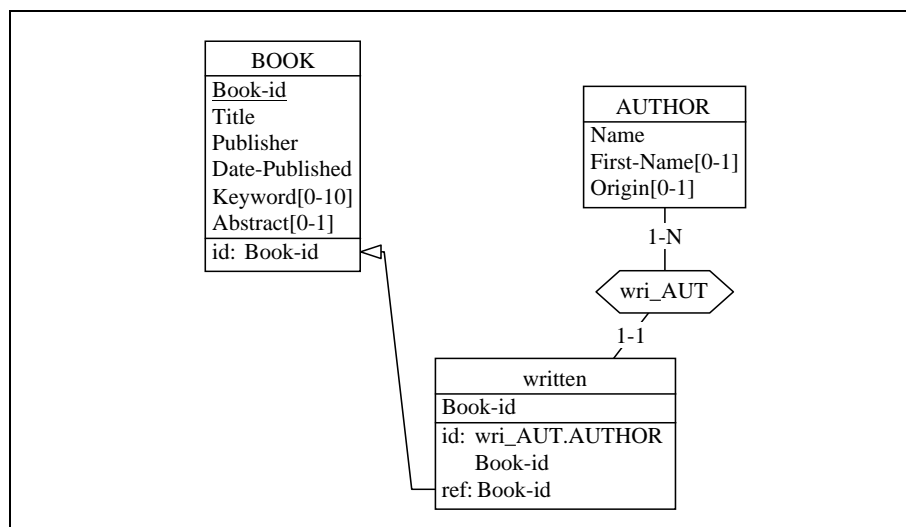 BOOK
Book-id
Title
Publisher
Date-Published
Keyword[0-10]
Abstract[0-1]
id: Book-id
AUTHOR
Name
First-Name[0-1]
Origin[0-1]
1-N
wri_AUT
1-1
written
Book-id
id: wri_AUT.AUTHOR
Book-id
ref: Book-id